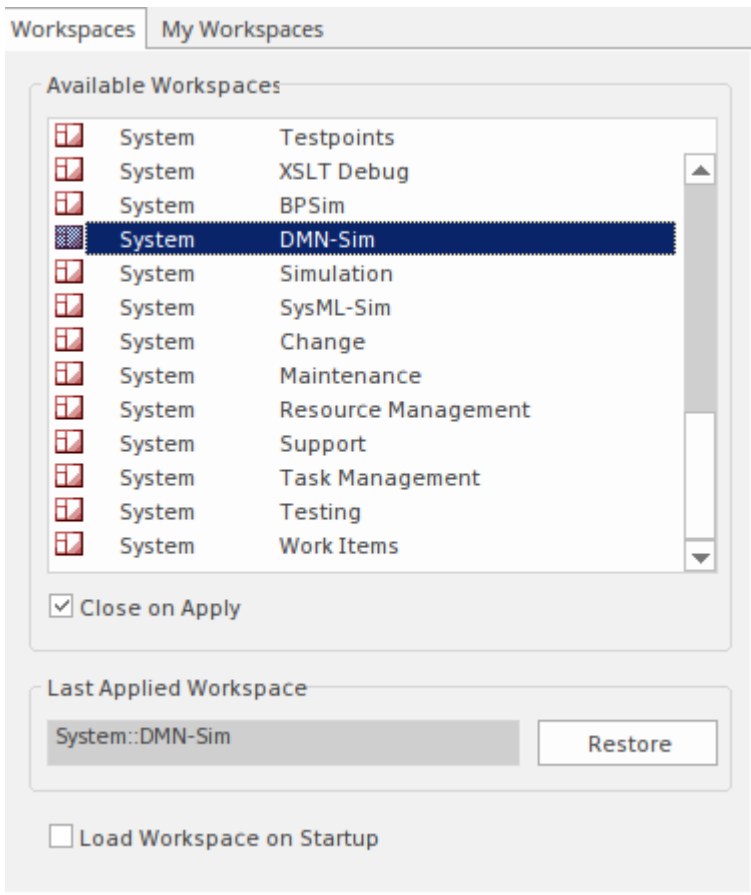 Workspaces My Workspaces
Available Workspaces
System Testpoints
System XSLT Debug
System BPSim
System DMN-Sim
System Simulation
System SysML-Sim
System Change
System Maintenance
System Resource Management
System Support
System Task Management
System Testing
System Work Items
Close on Apply
Last Applied Workspace
System::DMN-Sim Restore
Load Workspace on Startup